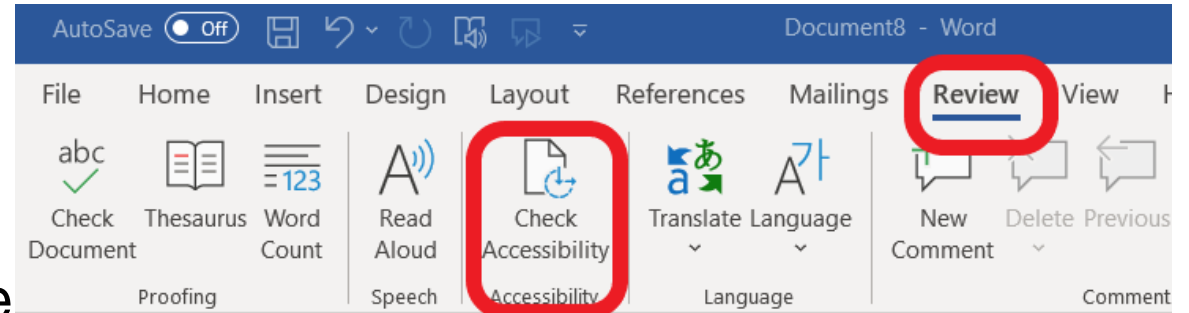 AutoSave Off Document8 - Word
File Home Insert Design Layout References Mailings Review View
abc = 123 A a あ A가 
Check Thesaurus Word Read Check Translate Language New Delete Previous
Document Count Aloud Accessibility Comment
Proofing Speech Accessibility Language Comment
e